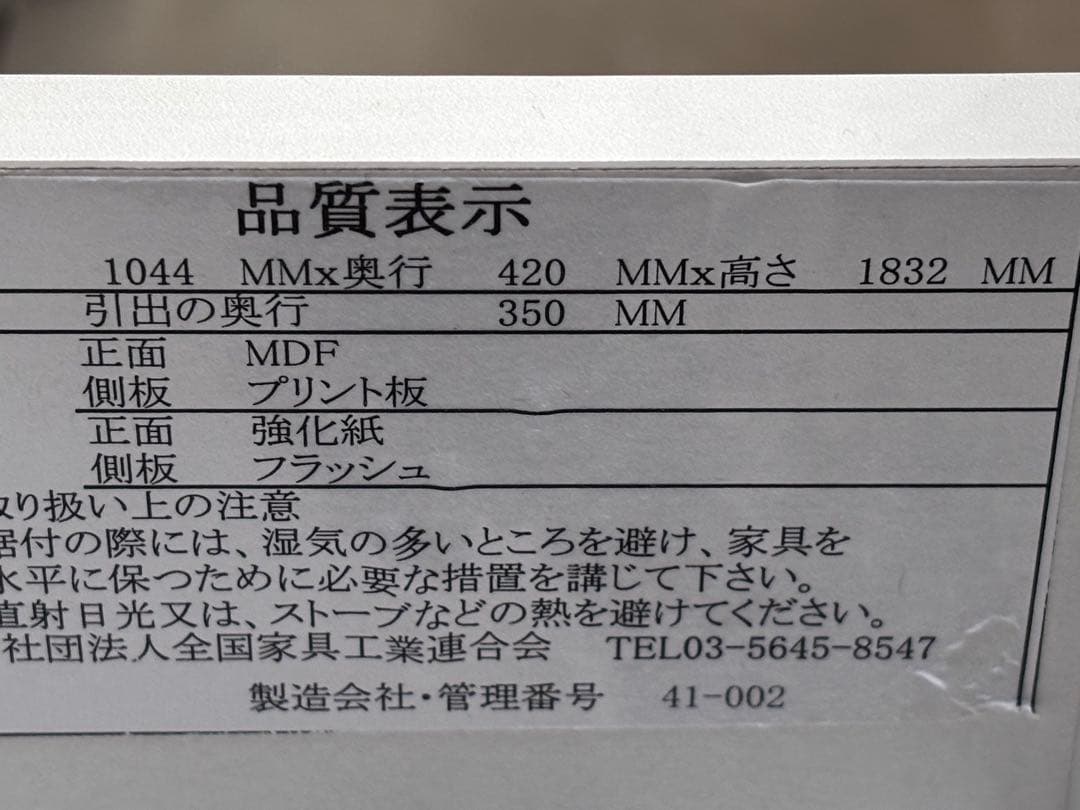 品質表示
1044 MMx奥行 420 MMx高さ 1832 MM
引出の奥行 350 MM
正面 MDF
側板 プリント板
正面 強化紙
側板 フラッシュ
取り扱い上の注意
据付の際には、湿気の多いところを避け、家具を
水平に保つために必要な措置を講じて下さい。
直射日光又は、ストーブなどの熱を避けてください。
社団法人全国家具工業連合会 TEL03-5645-8547
製造会社・管理番号 41-002